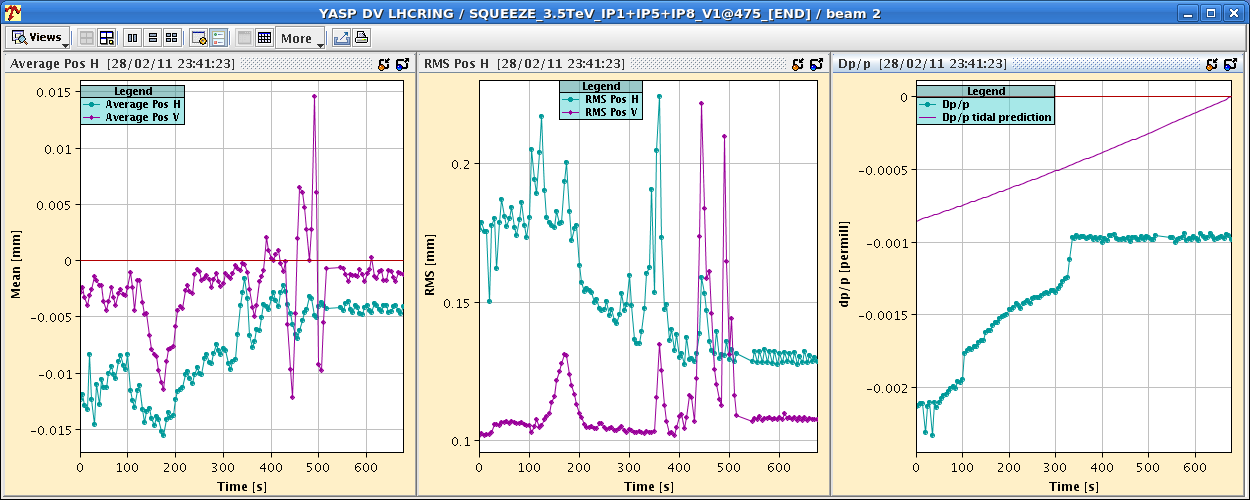 YASP DV LHCRING / SQUEEZE_3.5TeV_IP1+IP5+IP8_V1@475_[END] / beam 2
Views
More
Average Pos H [28/02/11 23:41:23]
Legend
Average Pos H
Average Pos V
0.015
0.01
0.005
0
-0.005
-0.01
-0.015
Mean [mm]
0 100 200 300 400 500 600
Time [s]
RMS Pos H [28/02/11 23:41:23]
Legend
RMS Pos H
RMS Pos V
0.2
0.15
0.1
RMS [mm]
0 100 200 300 400 500 600
Time [s]
Dp/p [28/02/11 23:41:23]
Legend
Dp/p
Dp/p tidal prediction
0
-0.0005
-0.001
-0.0015
-0.002
dp/p [permill]
0 100 200 300 400 500 600
Time [s]